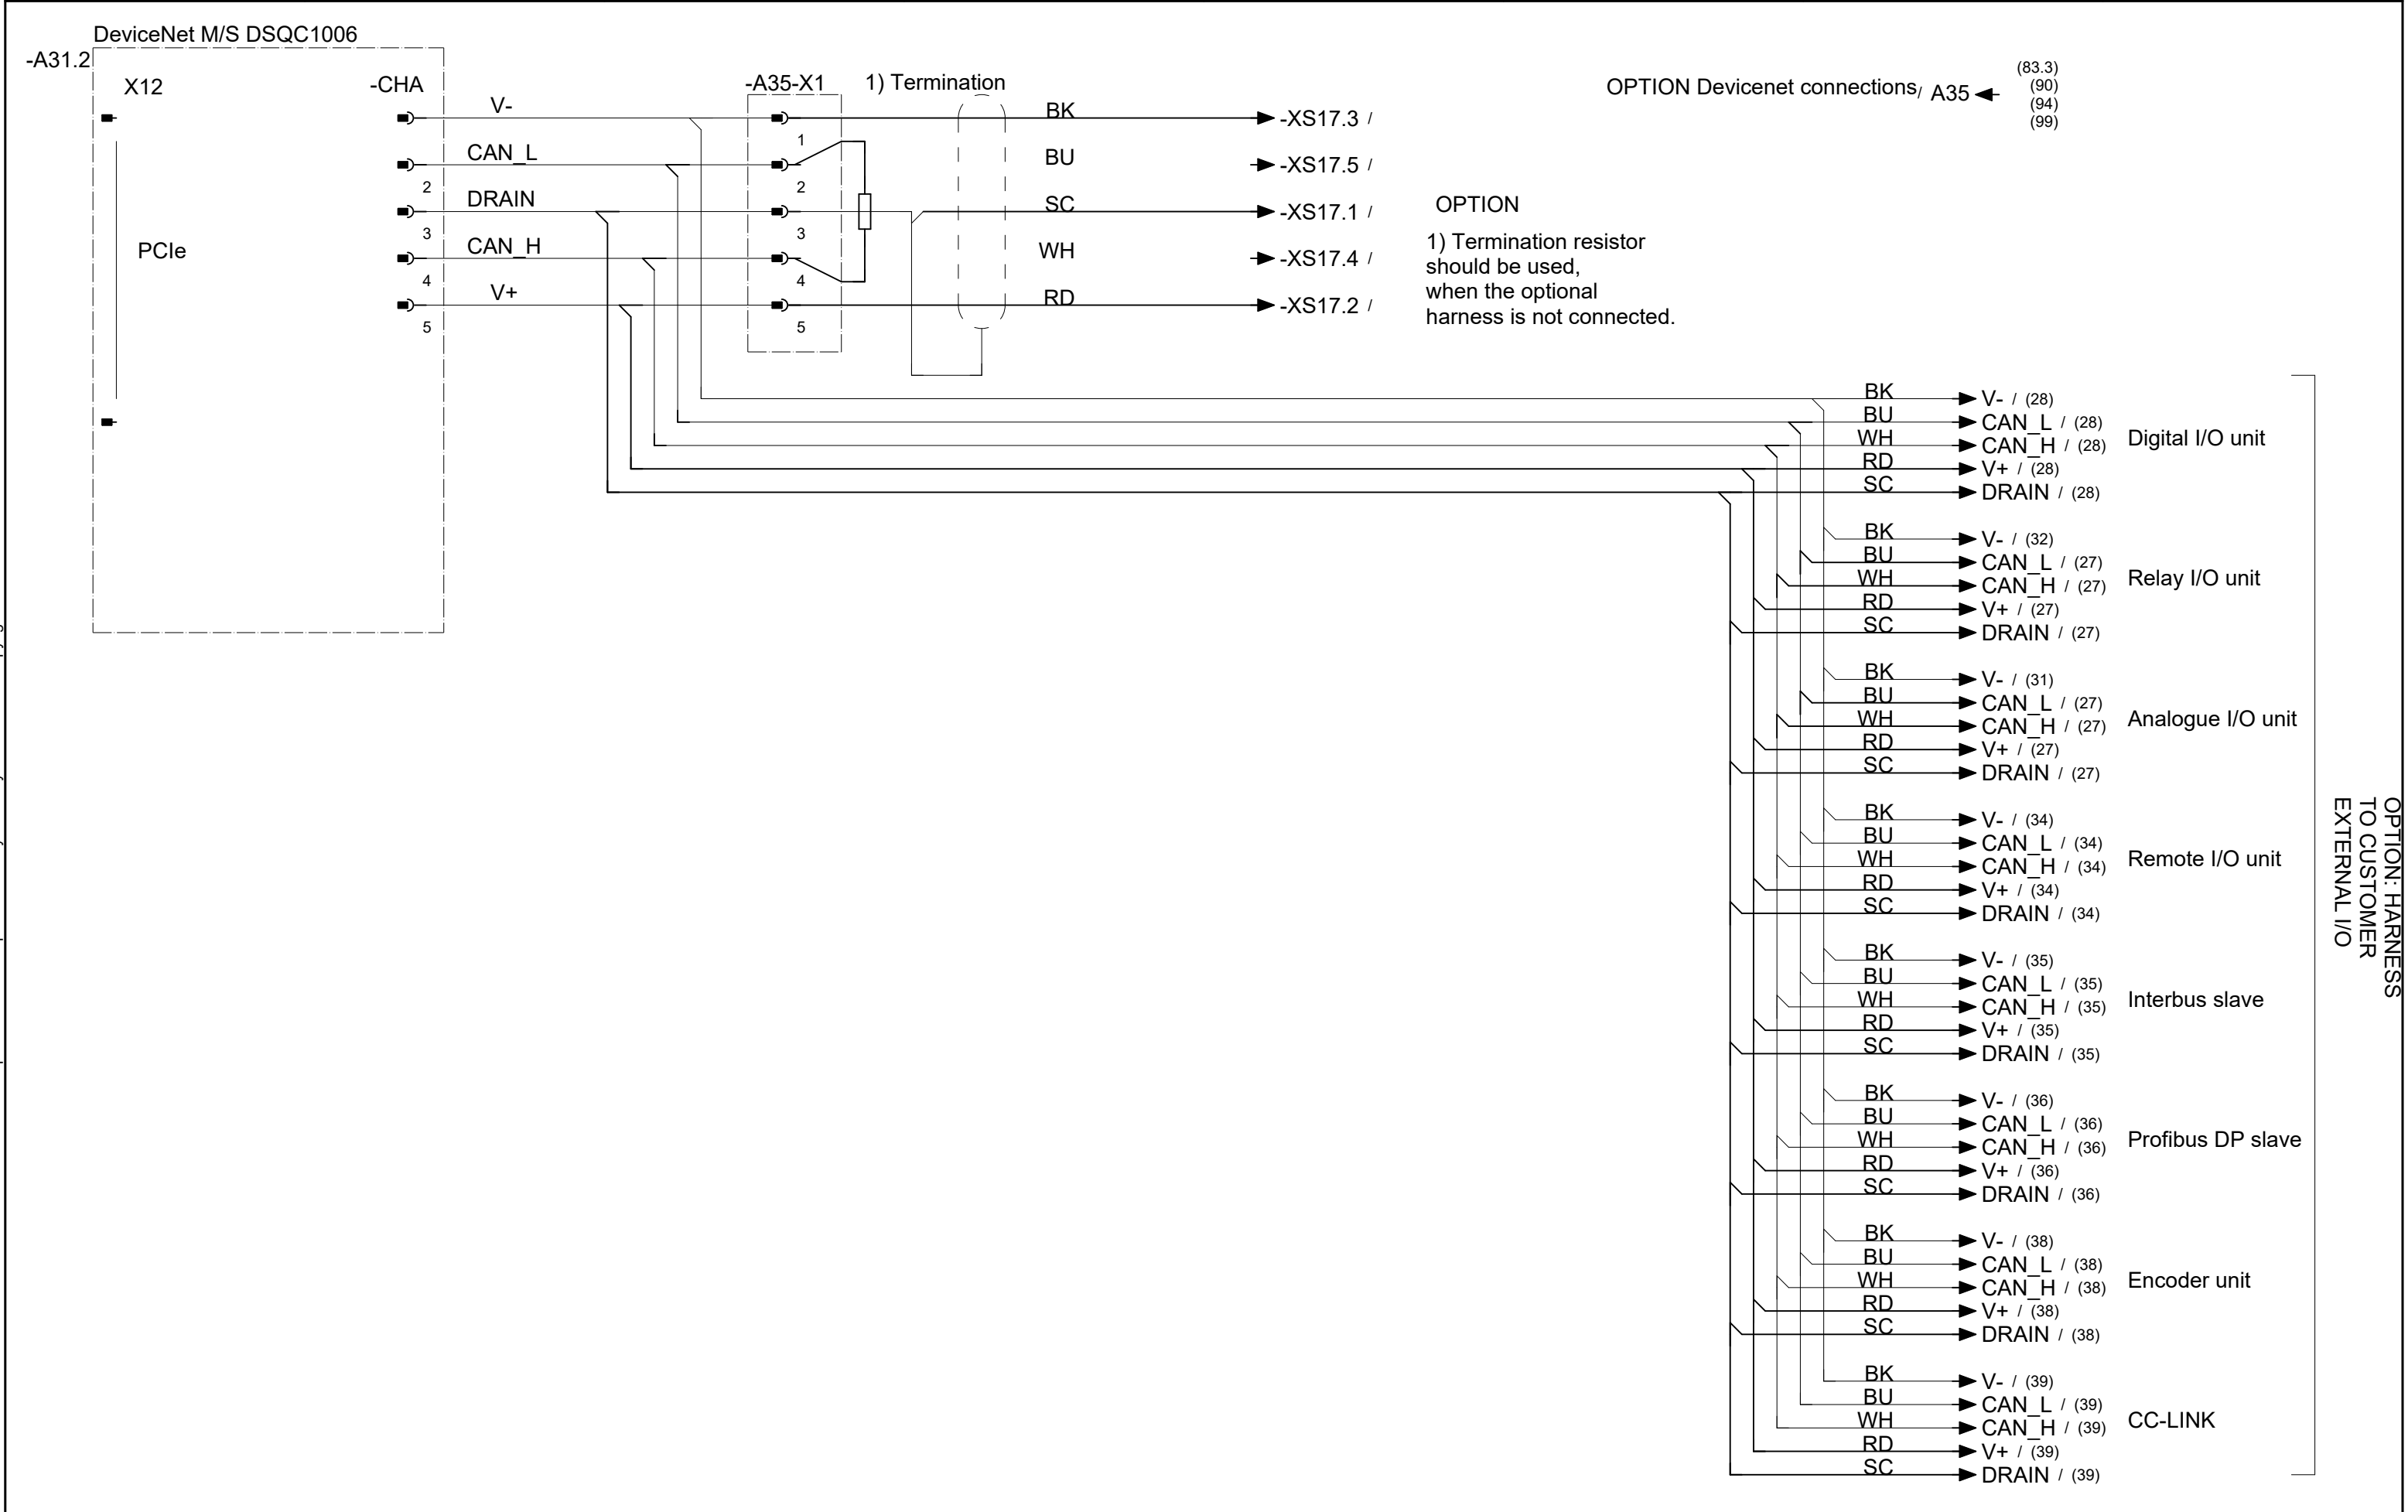 DeviceNet M/S DSQC1006
-A31.2
X12
-CHA
PCIe
V-
CAN_L
2
DRAIN
3
CAN_H
4
V+
5
-A35-X1
1) Termination
1
2
3
4
5
BK
-XS17.3 /
BU
-XS17.5 /
SC
-XS17.1 /
WH
-XS17.4 /
RD
-XS17.2 /
OPTION Devicenet connections/ A35
(83.3)
(90)
(94)
(99)
OPTION
1) Termination resistor
should be used,
when the optional
harness is not connected.
BK V- / (28)
BU CAN_L / (28)
WH CAN_H / (28)
RD V+ / (28)
SC DRAIN / (28)
Digital I/O unit
BK V- / (32)
BU CAN_L / (27)
WH CAN_H / (27)
RD V+ / (27)
SC DRAIN / (27)
Relay I/O unit
BK V- / (31)
BU CAN_L / (27)
WH CAN_H / (27)
RD V+ / (27)
SC DRAIN / (27)
Analogue I/O unit
BK V- / (34)
BU CAN_L / (34)
WH CAN_H / (34)
RD V+ / (34)
SC DRAIN / (34)
Remote I/O unit
BK V- / (35)
BU CAN_L / (35)
WH CAN_H / (35)
RD V+ / (35)
SC DRAIN / (35)
Interbus slave
BK V- / (36)
BU CAN_L / (36)
WH CAN_H / (36)
RD V+ / (36)
SC DRAIN / (36)
Profibus DP slave
BK V- / (38)
BU CAN_L / (38)
WH CAN_H / (38)
RD V+ / (38)
SC DRAIN / (38)
Encoder unit
BK V- / (39)
BU CAN_L / (39)
WH CAN_H / (39)
RD V+ / (39)
SC DRAIN / (39)
CC-LINK
OPTION: HARNESS
TO CUSTOMER
EXTERNAL I/O